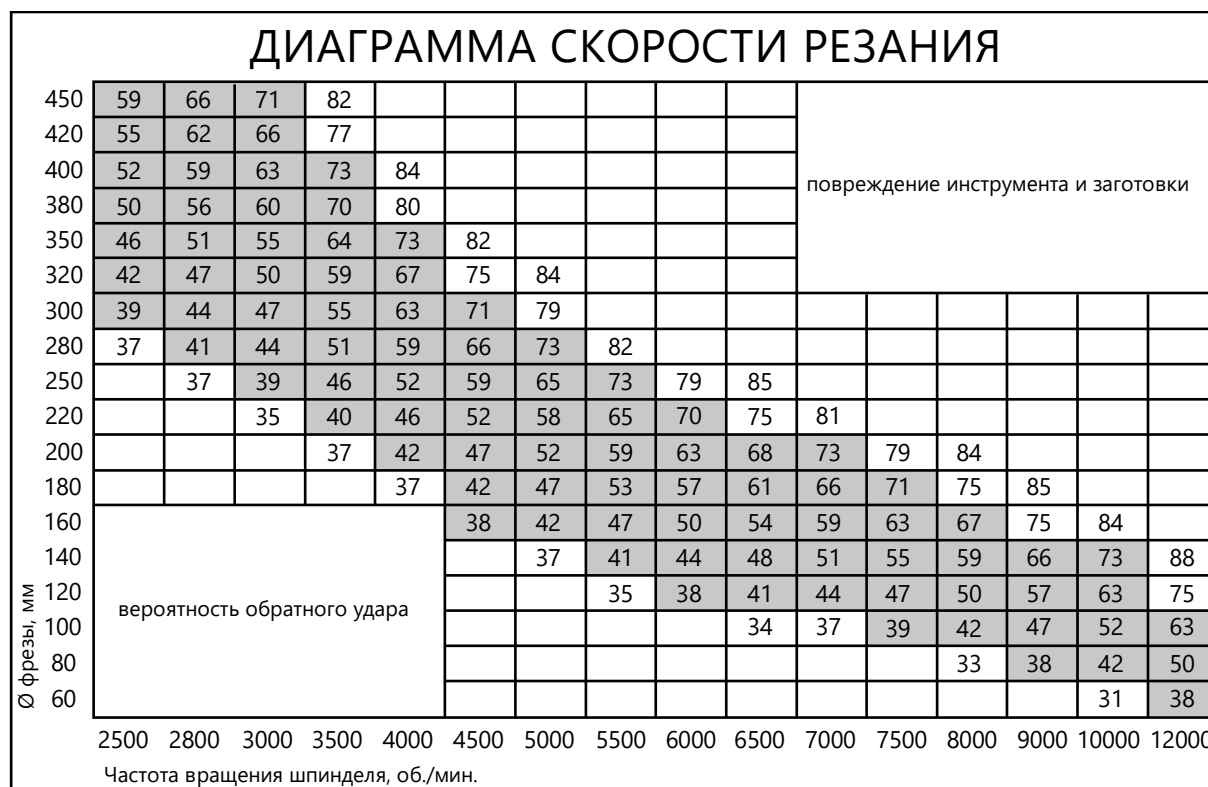 ДИАГРАММА СКОРОСТИ РЕЗАНИЯ
450 59 66 71 82
420 55 62 66 77
400 52 59 63 73 84
повреждение инструмента и заготовки
380 50 56 60 70 80
350 46 51 55 64 73 82
320 42 47 50 59 67 75 84
300 39 44 47 55 63 71 79
280 37 41 44 51 59 66 73 82
250 37 39 46 52 59 65 73 79 85
220 35 40 46 52 58 65 70 75 81
200 37 42 47 52 59 63 68 73 79 84
180 37 42 47 53 57 61 66 71 75 85
160 38 42 47 50 54 59 63 67 75 84
140 37 41 44 48 51 55 59 66 73 88
120 35 38 41 44 47 50 57 63 75
вероятность обратного удара
100 34 37 39 42 47 52 63
80 33 38 42 50
60 31 38
Ø фрезы, мм
2500 2800 3000 3500 4000 4500 5000 5500 6000 6500 7000 7500 8000 9000 10000 12000
Частота вращения шпинделя, об./мин.